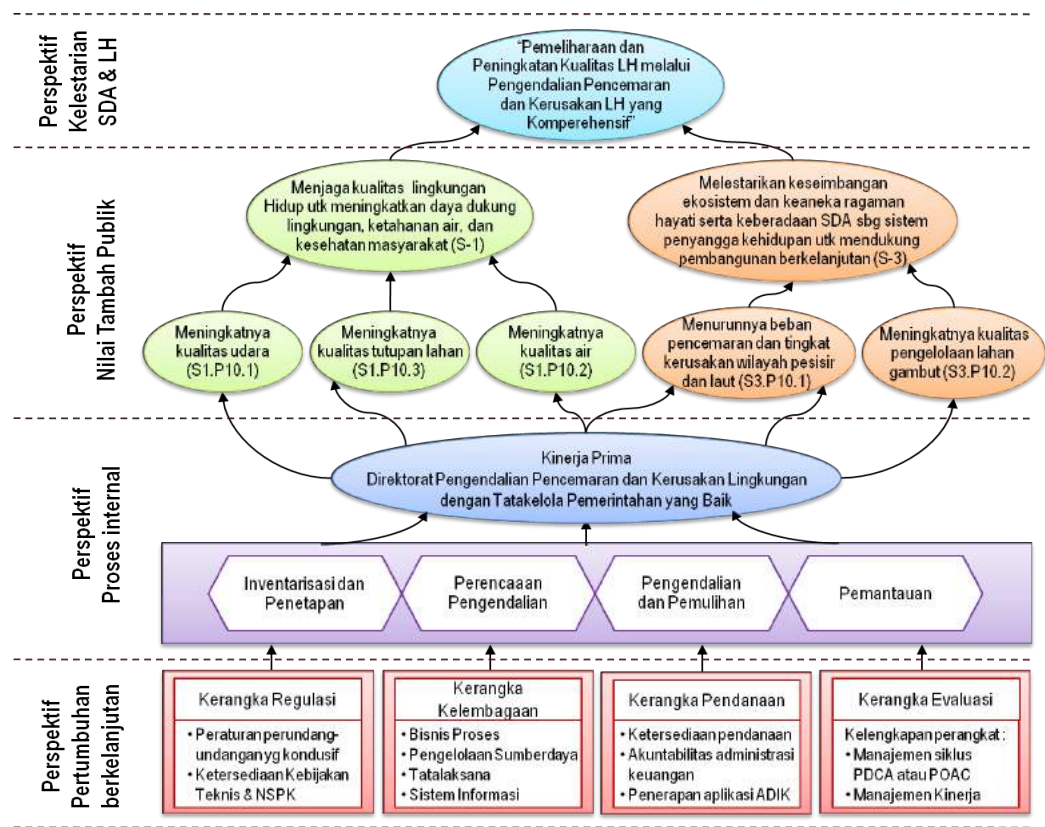 Perspektif
Kelestarian
SDA & LH
"Pemeliharaan dan
Peningkatan Kualitas LH melalui
Pengendalian Pencemaran
dan Kerusakan LH yang
Komperehensif"
Perspektif
Nilai Tambah Publik
Menjaga kualitas lingkungan
Hidup utk meningkatkan daya dukung
lingkungan, ketahanan air, dan
kesehatan masyarakat (S-1)
Melestarikan keseimbangan
ekosistem dan keaneka ragaman
hayati serta keberadaan SDA sbg sistem
penyangga kehidupan utk mendukung
pembangunan berkelanjutan (S-3)
Meningkatnya
kualitas udara
(S1.P10.1)
Meningkatnya
kualitas tutupan lahan
(S1.P10.3)
Meningkatnya
kualitas air
(S1.P10.2)
Menurunnya beban
pencemaran dan tingkat
kerusakan wilayah pesisir
dan laut (S3.P10.1)
Meningkatnya kualitas
pengelolaan lahan
gambut (S3.P10.2)
Perspektif
Proses internal
Kinerja Prima
Direktorat Pengendalian Pencemaran dan Kerusakan Lingkungan
dengan Tatakelola Pemerintahan yang Baik
Inventarisasi dan
Penetapan
Perencaaan
Pengendalian
Pengendalian
dan Pemulihan
Pemantauan
Perspektif
Pertumbuhan
berkelanjutan
Kerangka Regulasi
• Peraturan perundang-
undangan yg kondusif
• Ketersediaan Kebijakan
Teknis & NSPK
Kerangka
Kelembagaan
• Bisnis Proses
• Pengelolaan Sumberdaya
• Tatalaksana
• Sistem Informasi
Kerangka Pendanaan
• Ketersediaan pendanaan
• Akuntabilitas administrasi
keuangan
• Penerapan aplikasi ADIK
Kerangka Evaluasi
Kelengkapan perangkat :
• Manajemen siklus
PDCA atau POAC
• Manajemen Kinerja